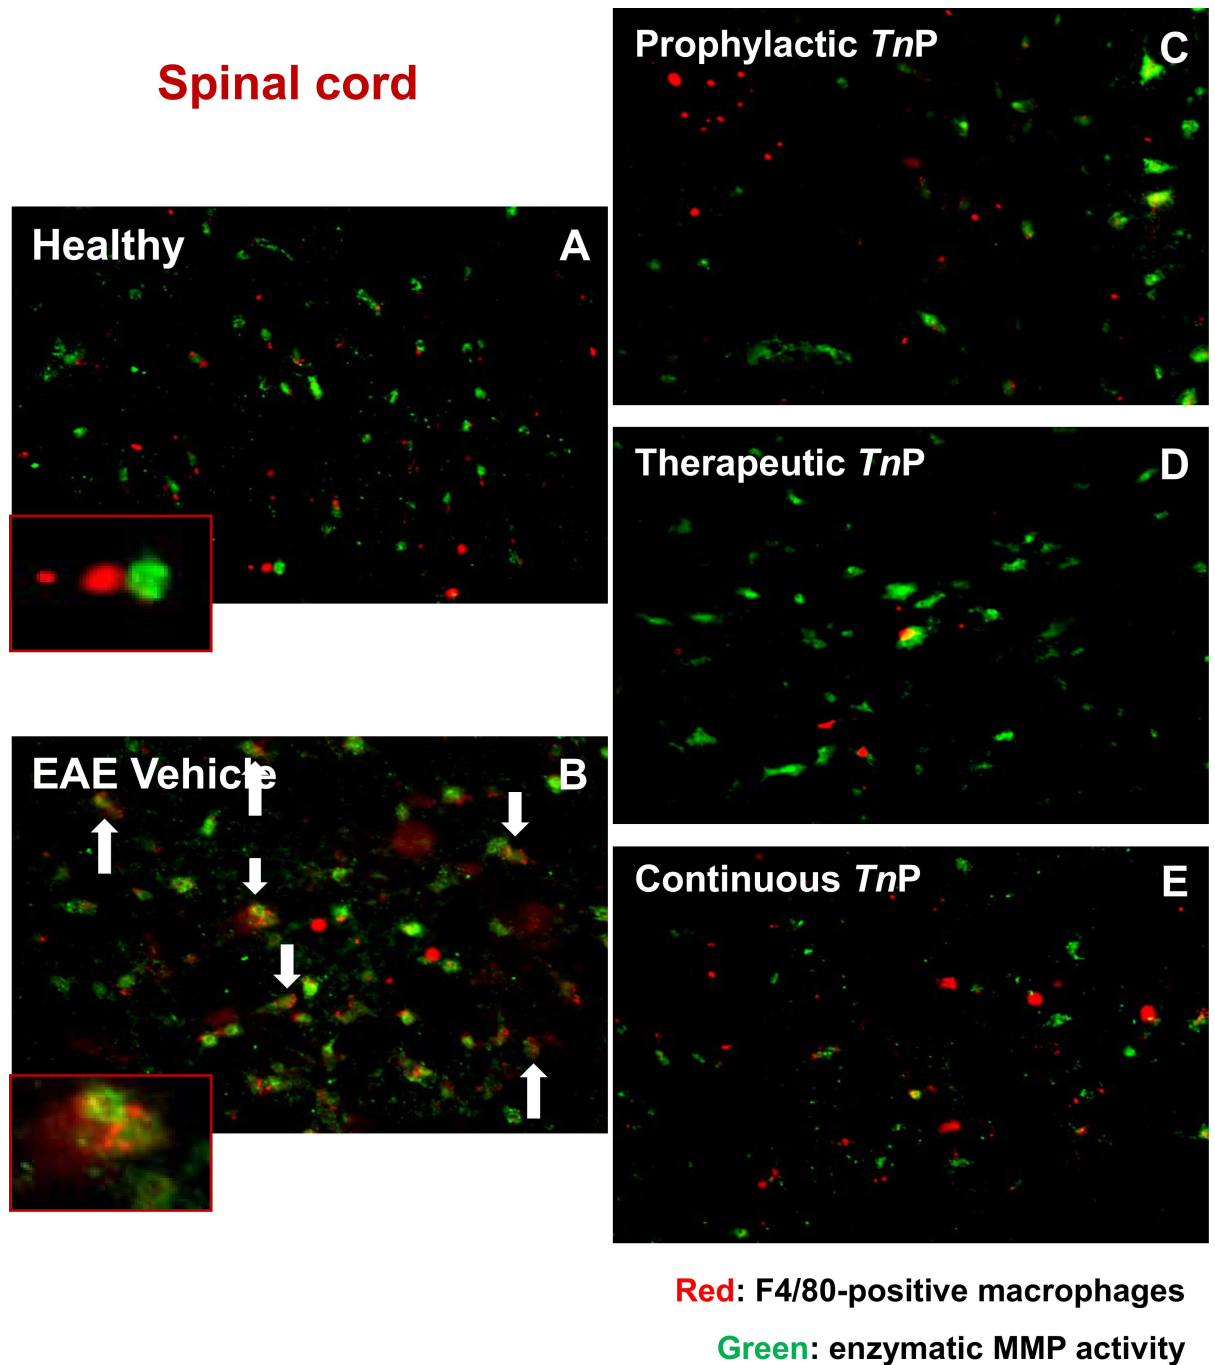 Spinal cord
Healthy
A
EAE Vehicle
B
Prophylactic TnP
C
Therapeutic TnP
D
Continuous TnP
E
Red: F4/80-positive macrophages
Green: enzymatic MMP activity